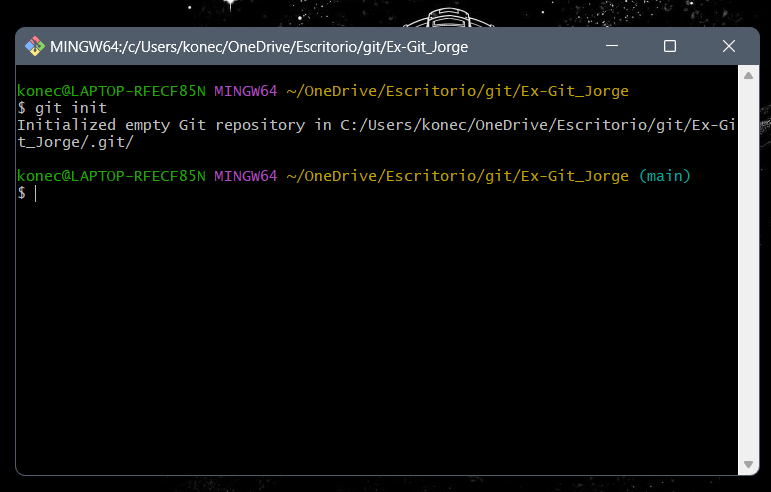 MINGW64:/c/Users/konec/OneDrive/Escritorio/git/Ex-Git_Jorge
konec@LAPTOP-RFECF85N MINGW64 ~/OneDrive/Escritorio/git/Ex-Git_Jorge
$ git init
Initialized empty Git repository in C:/Users/konec/OneDrive/Escritorio/git/Ex-Gi
t_Jorge/.git/
konec@LAPTOP-RFECF85N MINGW64 ~/OneDrive/Escritorio/git/Ex-Git_Jorge (main)
$